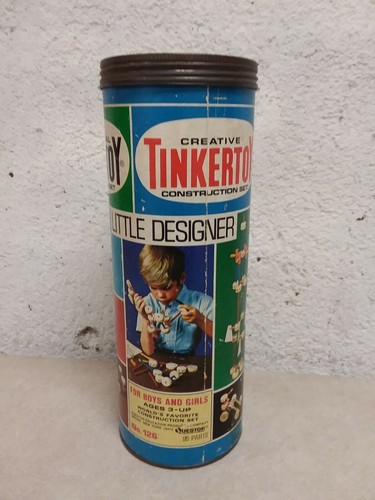 OY
CREATIVE
TINKERTOY
CONSTRUCTION SET
LITTLE DESIGNER
FOR BOYS AND GIRLS
AGES 3-UP
WORLD'S FAVORITE
CONSTRUCTION SET
QUESTOR
No. 126
95 PARTS